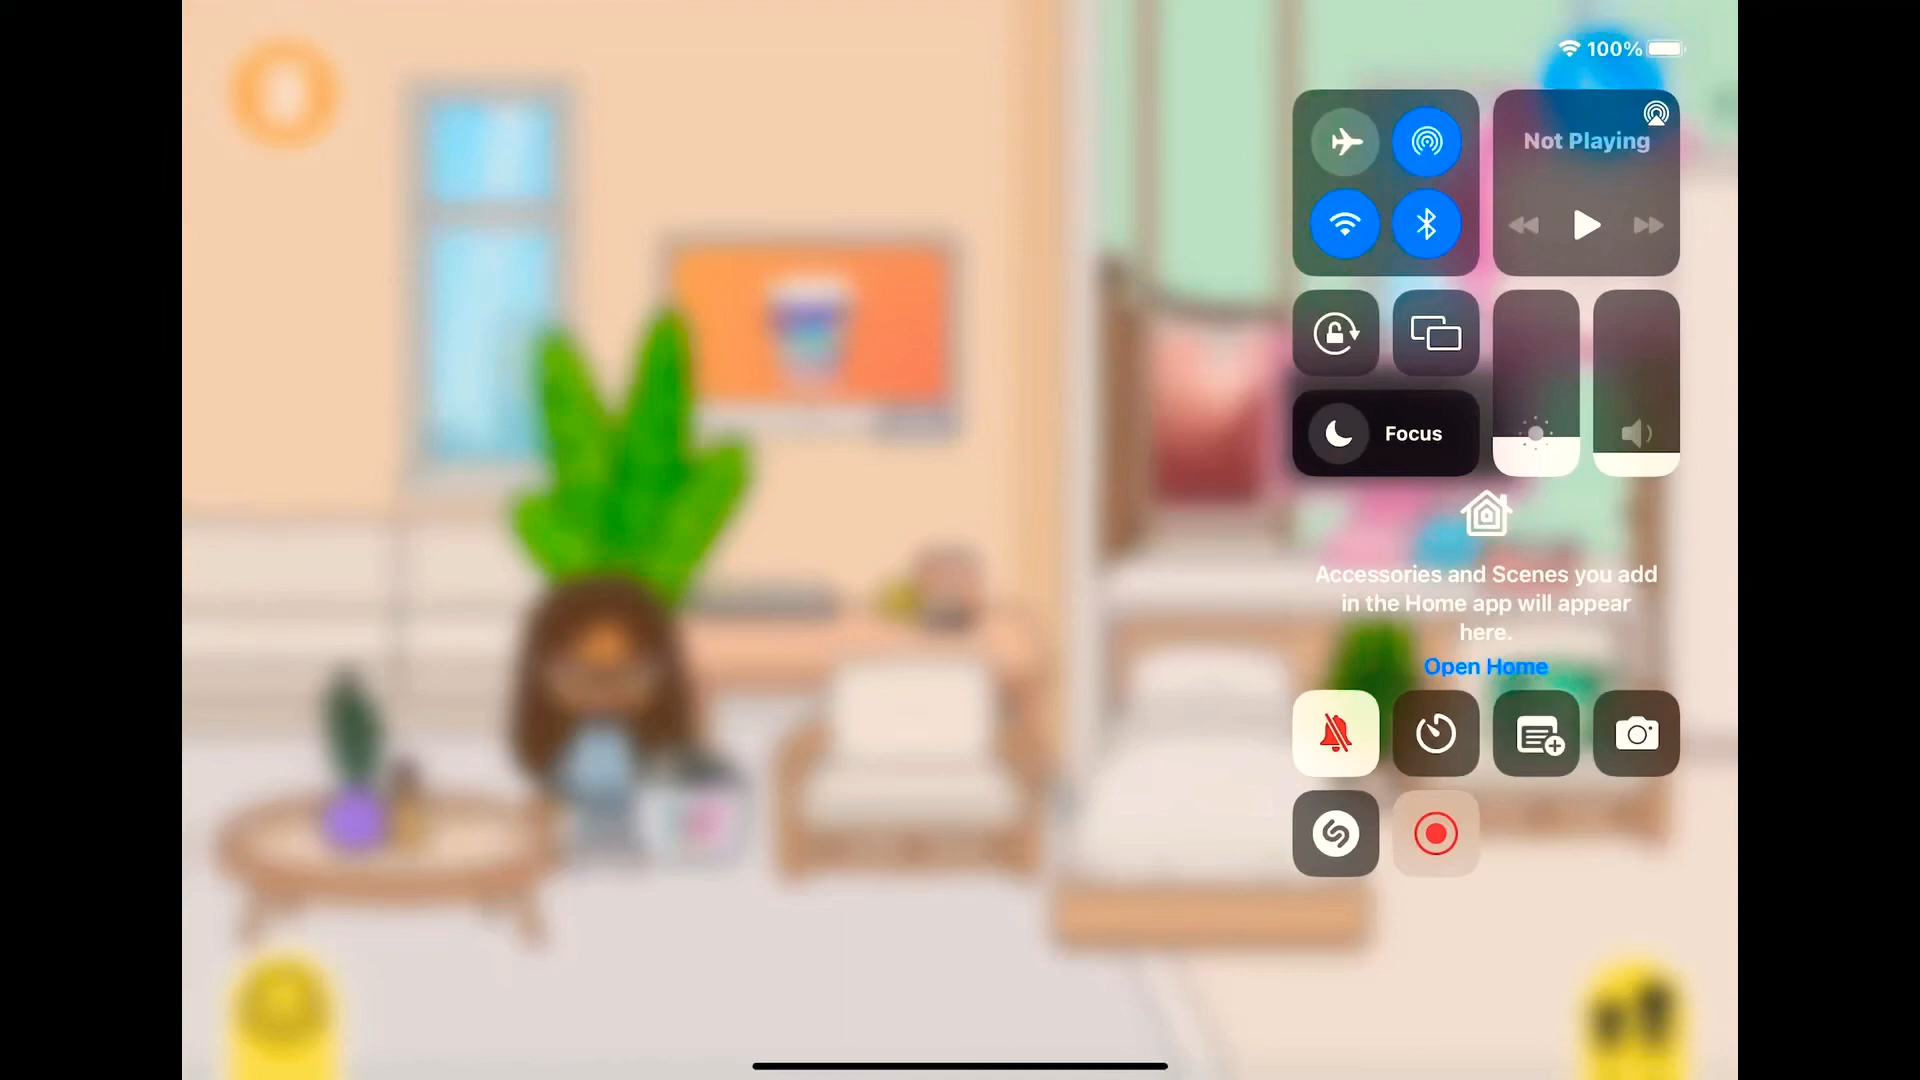 100%
Not Playing
Focus
Accessories and Scenes you add
in the Home app will appear
here.
Open Home